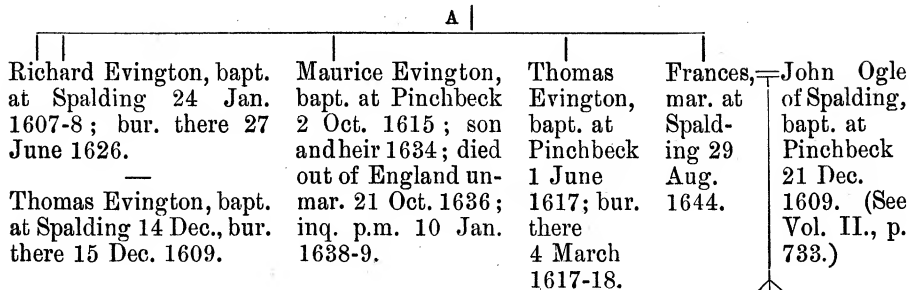 A
Richard Evington, bapt.
at Spalding 24 Jan.
1607-8 ; bur. there 27
June 1626.
—
Thomas Evington, bapt.
at Spalding 14 Dec., bur.
there 15 Dec. 1609.
Maurice Evington,
bapt. at Pinchbeck
2 Oct. 1615 ; son
and heir 1634 ; died
out of England un-
mar. 21 Oct. 1636 ;
inq. p.m. 10 Jan.
1638-9.
Thomas
Evington,
bapt. at
Pinchbeck
1 June
1617; bur.
there
4 March
1617-18.
Frances,
mar. at
Spald-
ing 29
Aug.
1644.
John Ogle
of Spalding,
bapt. at
Pinchbeck
21 Dec.
1609. (See
Vol. II., p.
733.)